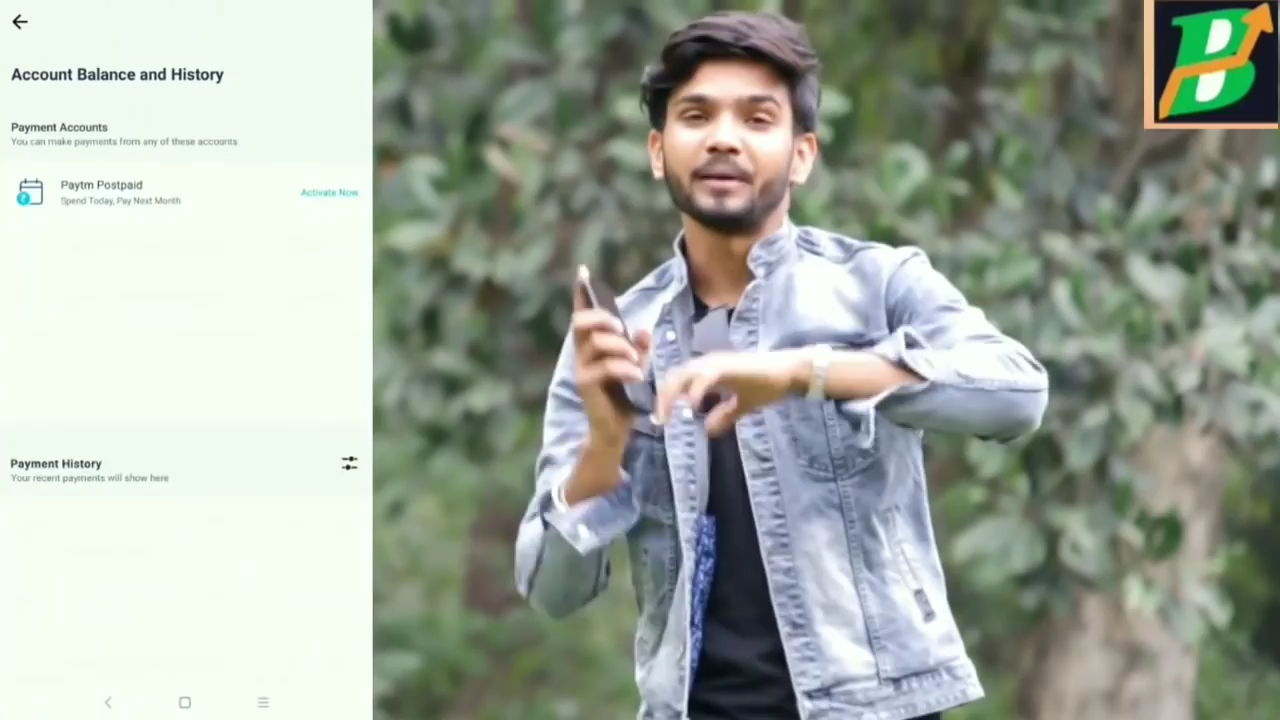 Account Balance and History
Payment Accounts
You can make payments from any of these accounts
Paytm Postpaid
Activate Now
Spend Today, Pay Next Month
Payment History
Your recent payments will show here
B